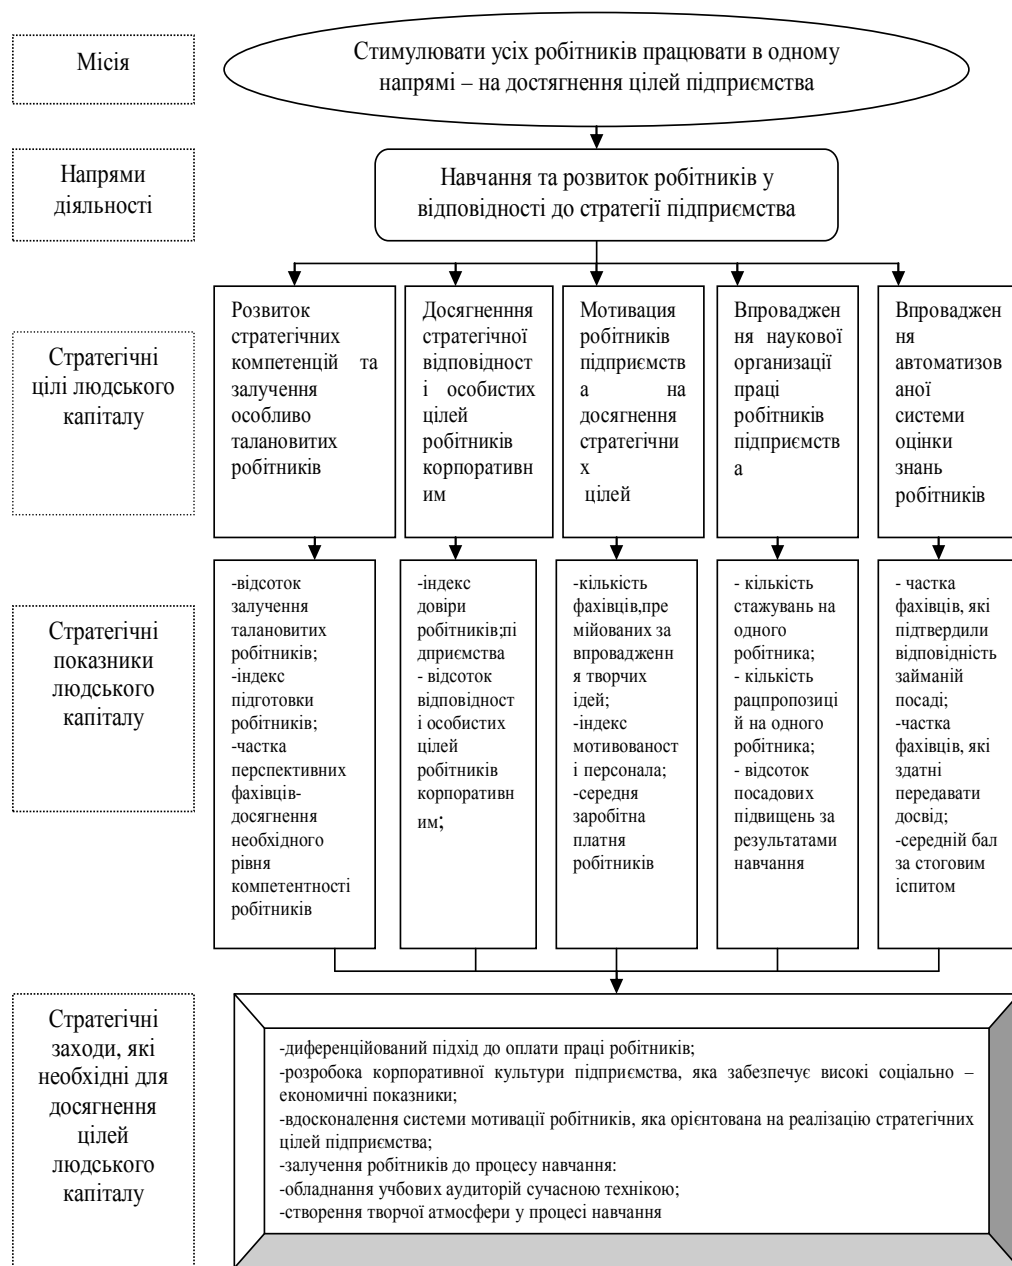 Місія
Стимулювати усіх робітників працювати в одному
напрямі – на достягнення цілей підприємства
Напрями
діяльності
Навчання та розвиток робітників у
відповідності до стратегії підприємства
Стратегічні
цілі людського
капіталу
Розвиток
стратегічних
компетенцій та
залучення
особливо
талановитих
робітників
Досягненння
стратегічної
відповідност
і особистих
цілей
робітників
корпоративн
им
Мотивация
робітників
підприємств
а на
досягнення
стратегічни
х
цілей
Впроваджен
ня наукової
организації
праці
робітників
підприємств
а
Впроваджен
ня
автоматизов
аної
системи
оцінки
знань
робітників
Стратегічні
показники
людського
капіталу
-відсоток
залучення
талановитих
робітників;
-індекс
підготовки
робітників;
-частка
перспективних
фахівців-
досягнення
необхідного
рівня
компетентності
робітників
-індекс
довіри
робітників;пі
дприємства
- відсоток
відповідност
і особистих
цілей
робітників
корпоративн
им;
-кількість
фахівців,пре
мійованих за
впровадженн
я творчих
ідей;
-індекс
мотивованост
і персонала;
-середня
заробітна
платня
робітників
- кількість
стажувань на
одного
робітника;
- кількість
рацпропозиці
й на одного
робітника;
- відсоток
посадових
підвищень за
результатами
навчання
- частка
фахівців, які
підтвердили
відповідність
займаній
посаді;
-частка
фахівців, які
здатні
передавати
досвід;
-середній бал
за стоговим
іспитом
Стратегічні
заходи, які
необхідні для
досягнення
цілей
людського
капіталу
-диференційований підхід до оплати праці робітників;
-розробока корпоративної культури підприємства, яка забезпечує високі соціально –
економичні показники;
-вдосконалення системи мотивації робітників, яка орієнтована на реалізацію стратегічних
цілей підприємства;
-залучення робітників до процесу навчання:
-обладнання учбових аудиторій сучасною технікою;
-створення творчої атмосфери у процесі навчання